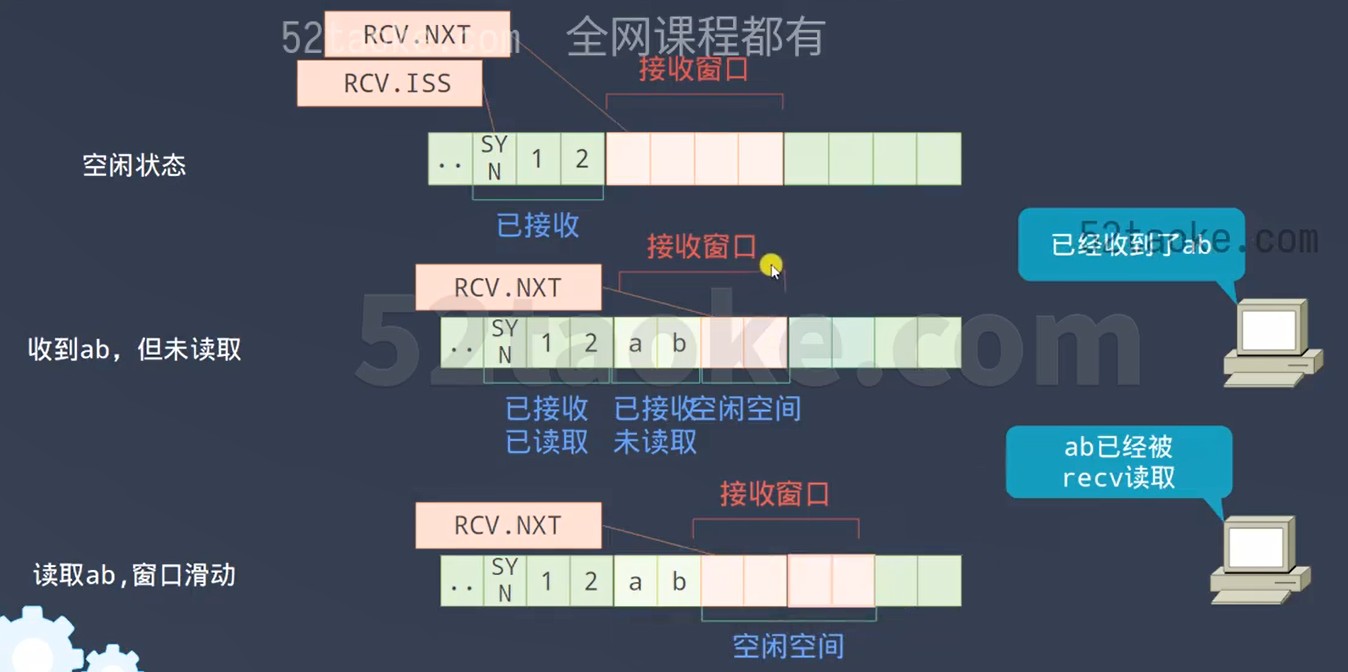 52taoke.com 全网课程都有
RCV.NXT
RCV.ISS
接收窗口
空闲状态
..
SY
N
1
2
已接收
接收窗口
已经收到了ab
52taoke.com
RCV.NXT
收到ab，但未读取
..
SY
N
1
2
a
b
52taoke.com
已接收
已读取
已接收
未读取
空闲空间
ab已经被
recv读取
接收窗口
RCV.NXT
读取ab,窗口滑动
..
SY
N
1
2
a
b
空闲空间